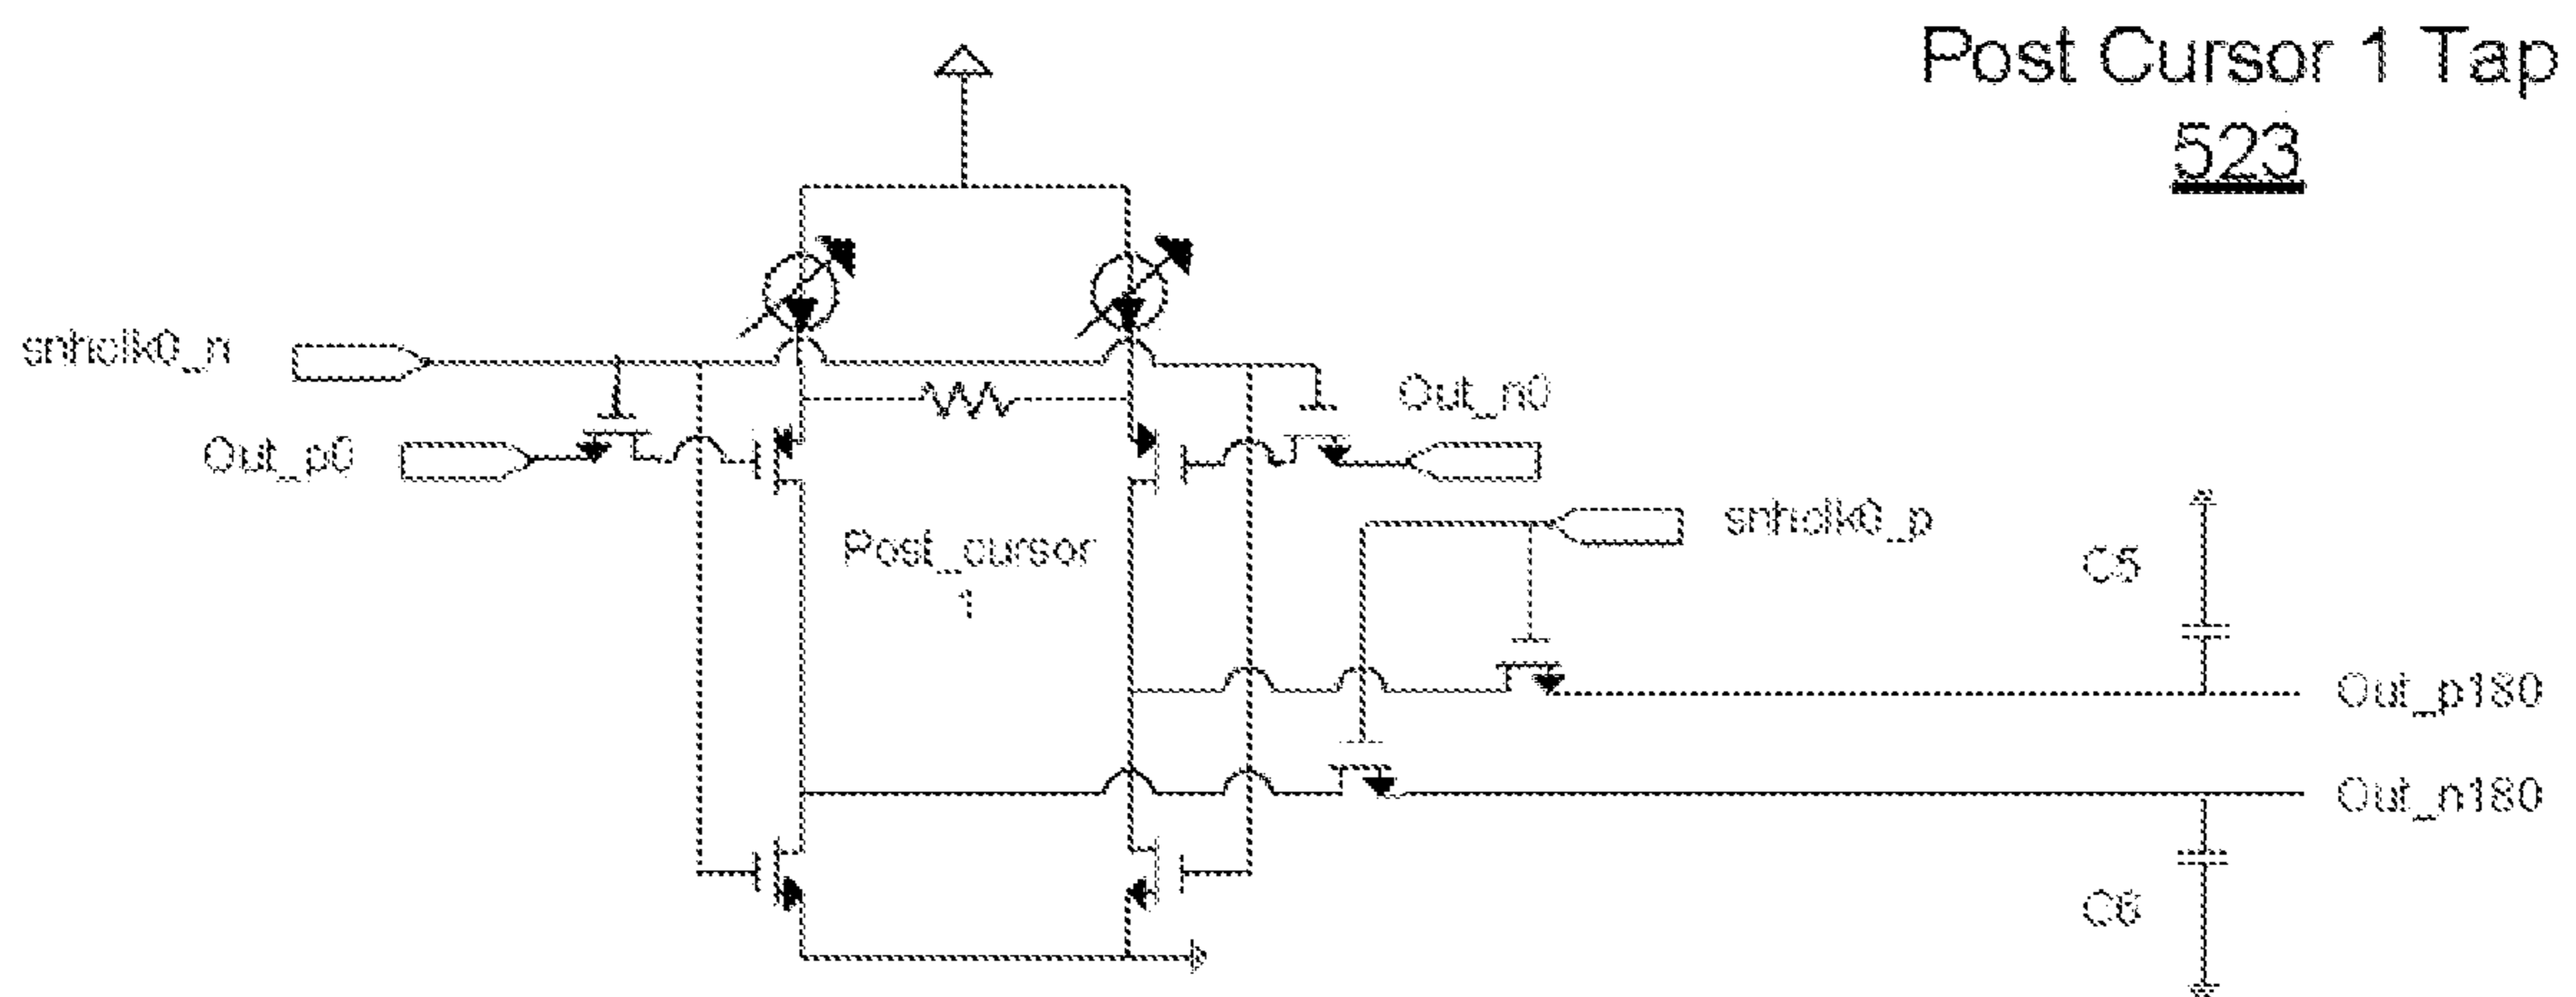 Post Cursor 1 Tap
523
snhclk0_n
Out_p0
Out_n0
snhclk0_p
Post_cursor
1
C5
Out_p180
Out_n180
C6